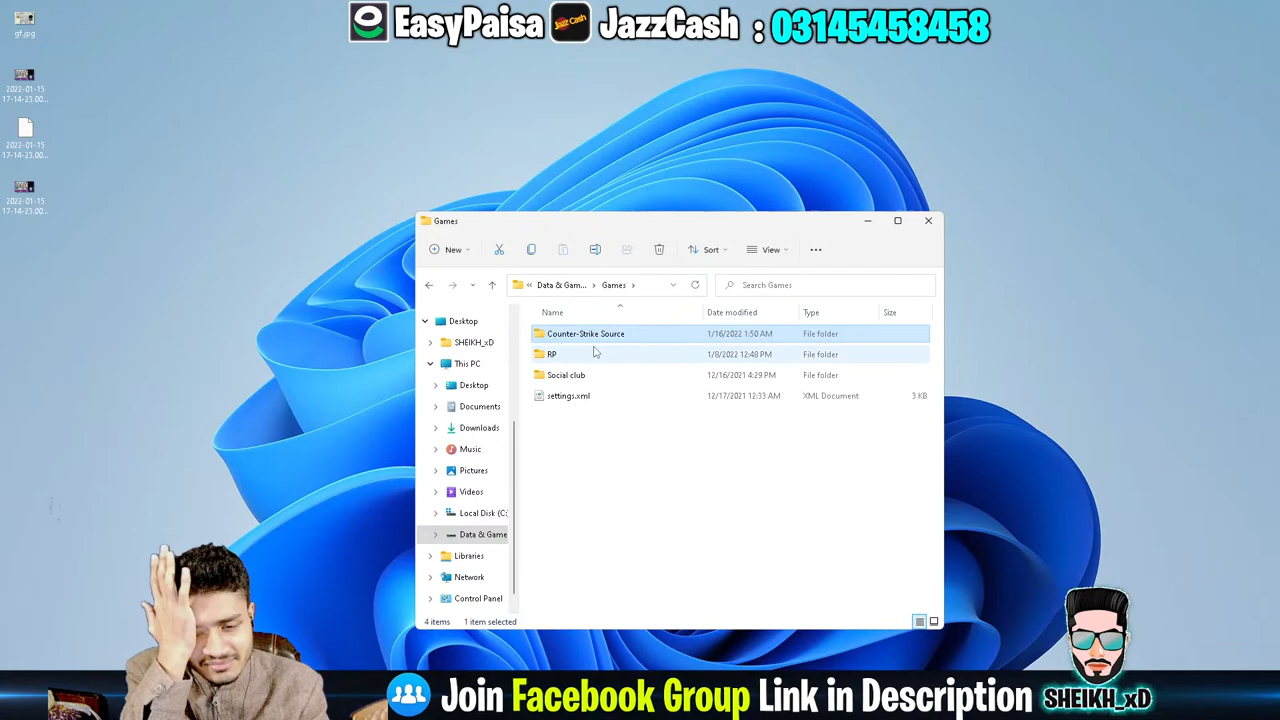 EasyPaisa Jazz Cash JazzCash : 03145458458
gf.jpg
2022-01-15
17-14-23.00...
2022-01-15
17-14-23.00...
2022-01-15
17-14-23.00...
Games
New Sort View
« Data & Gam... > Games > Search Games
Name Date modified Type Size
Desktop
SHEIKH_xD
This PC
Desktop
Documents
Downloads
Music
Pictures
Videos
Local Disk (C:
Data & Game
Libraries
Network
Control Panel
Counter-Strike Source 1/16/2022 1:50 AM File folder
RP 1/8/2022 12:48 PM File folder
Social club 12/16/2021 4:29 PM File folder
settings.xml 12/17/2021 12:33 AM XML Document 3 KB
4 items 1 item selected
Join Facebook Group Link in Description
SHEIKH_xD